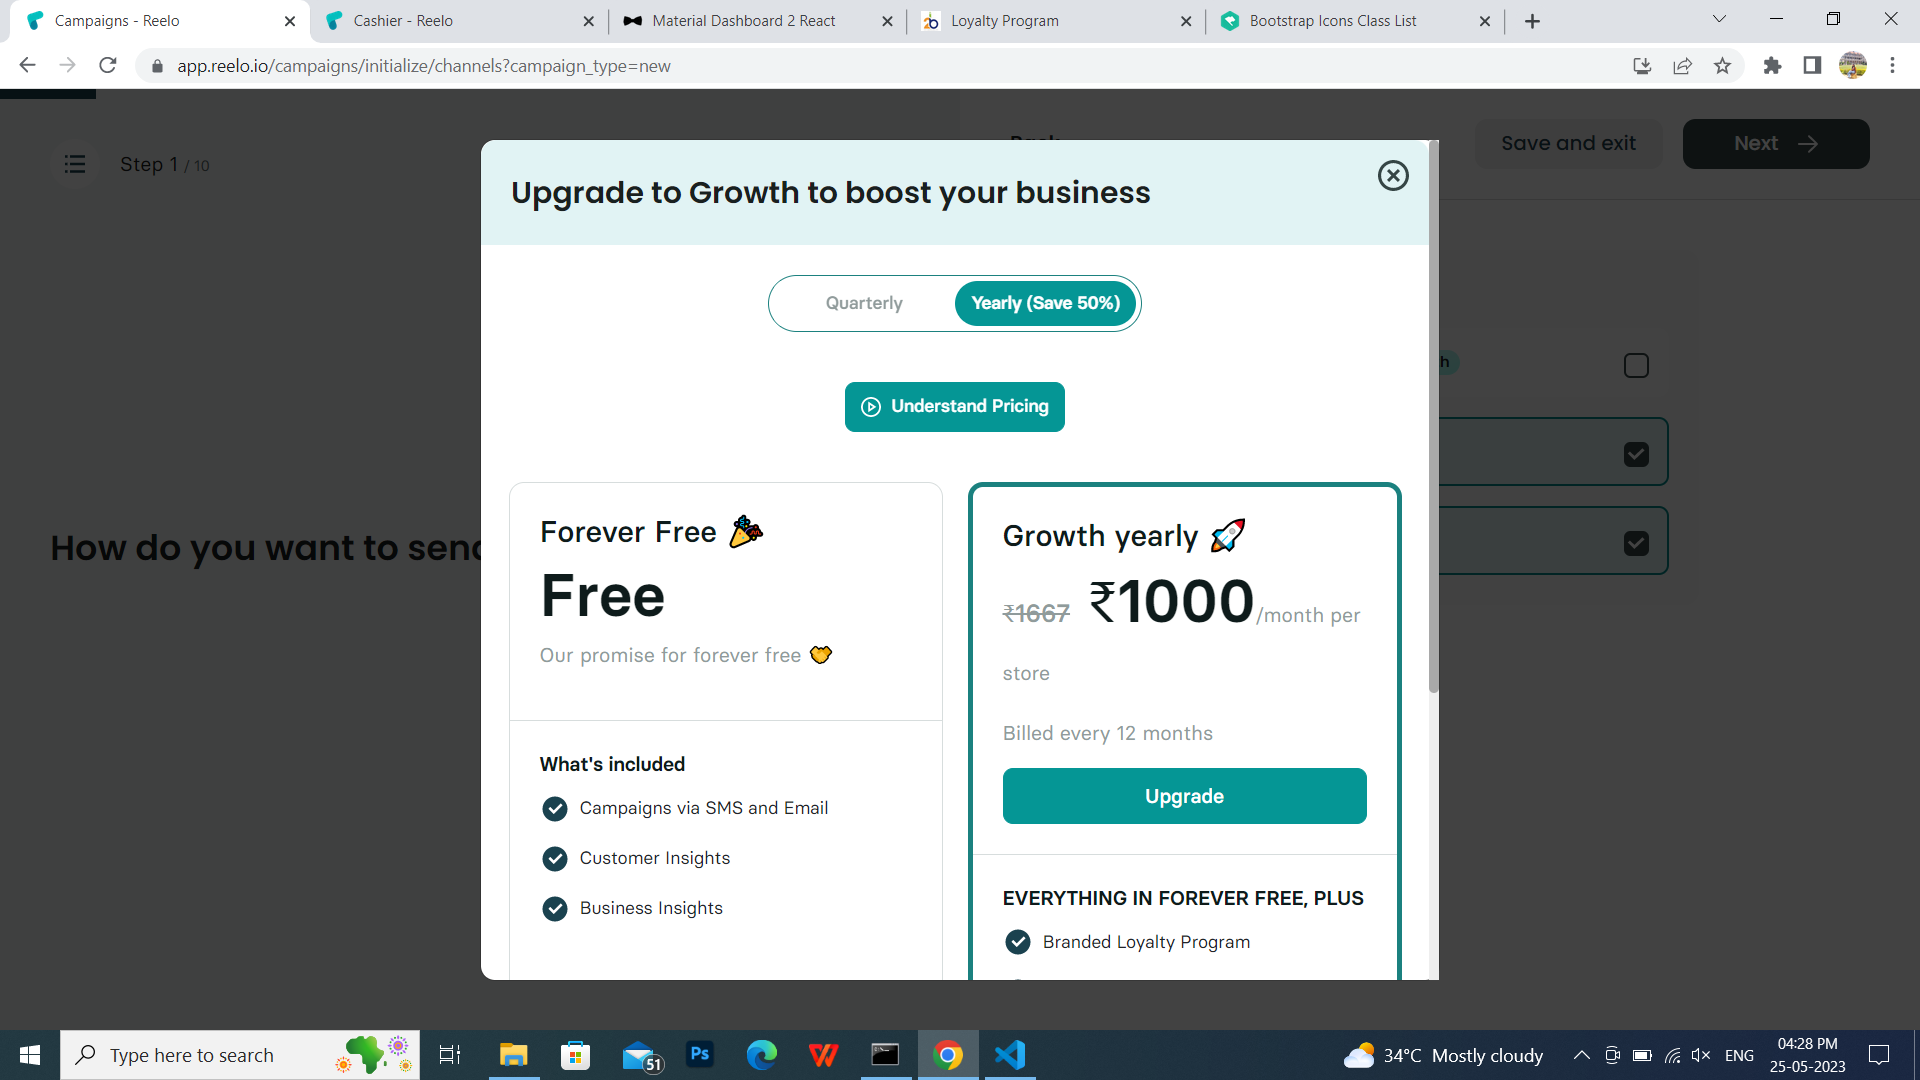 Campaigns - Reelo
Cashier - Reelo
Material Dashboard 2 React
Loyalty Program
Bootstrap Icons Class List
app.reelo.io/campaigns/initialize/channels?campaign_type=new
Step 1 / 10
Save and exit
Next
How do you want to send
Upgrade to Growth to boost your business
Quarterly
Yearly (Save 50%)
Understand Pricing
Forever Free
Free
Our promise for forever free
What's included
Campaigns via SMS and Email
Customer Insights
Business Insights
Growth yearly
₹1667 ₹1000/month per
store
Billed every 12 months
Upgrade
EVERYTHING IN FOREVER FREE, PLUS
Branded Loyalty Program
Type here to search
51
Ps
34°C Mostly cloudy
ENG
04:28 PM
25-05-2023